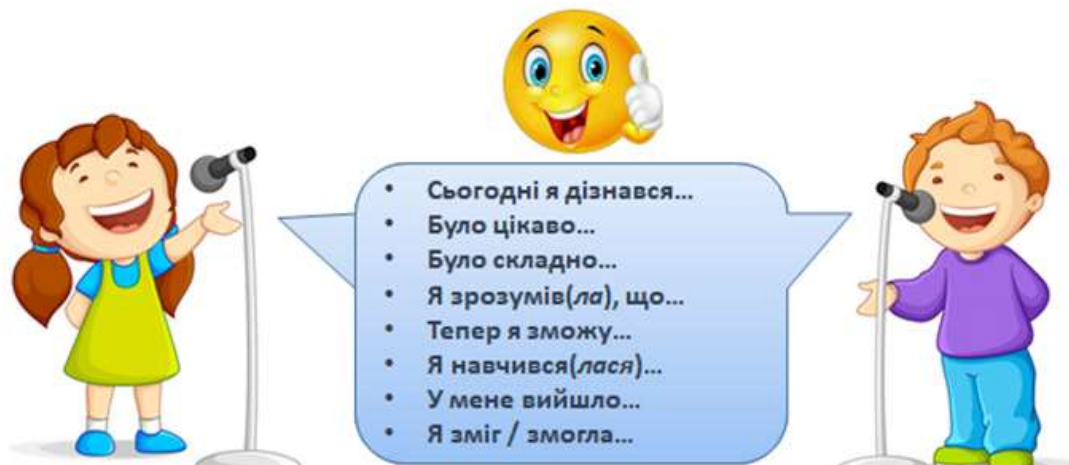 • Сьогодні я дізнався...
• Було цікаво...
• Було складно...
• Я зрозумів(ла), що...
• Тепер я зможу...
• Я навчився(лася)...
• У мене вийшло...
• Я зміг / змогла...